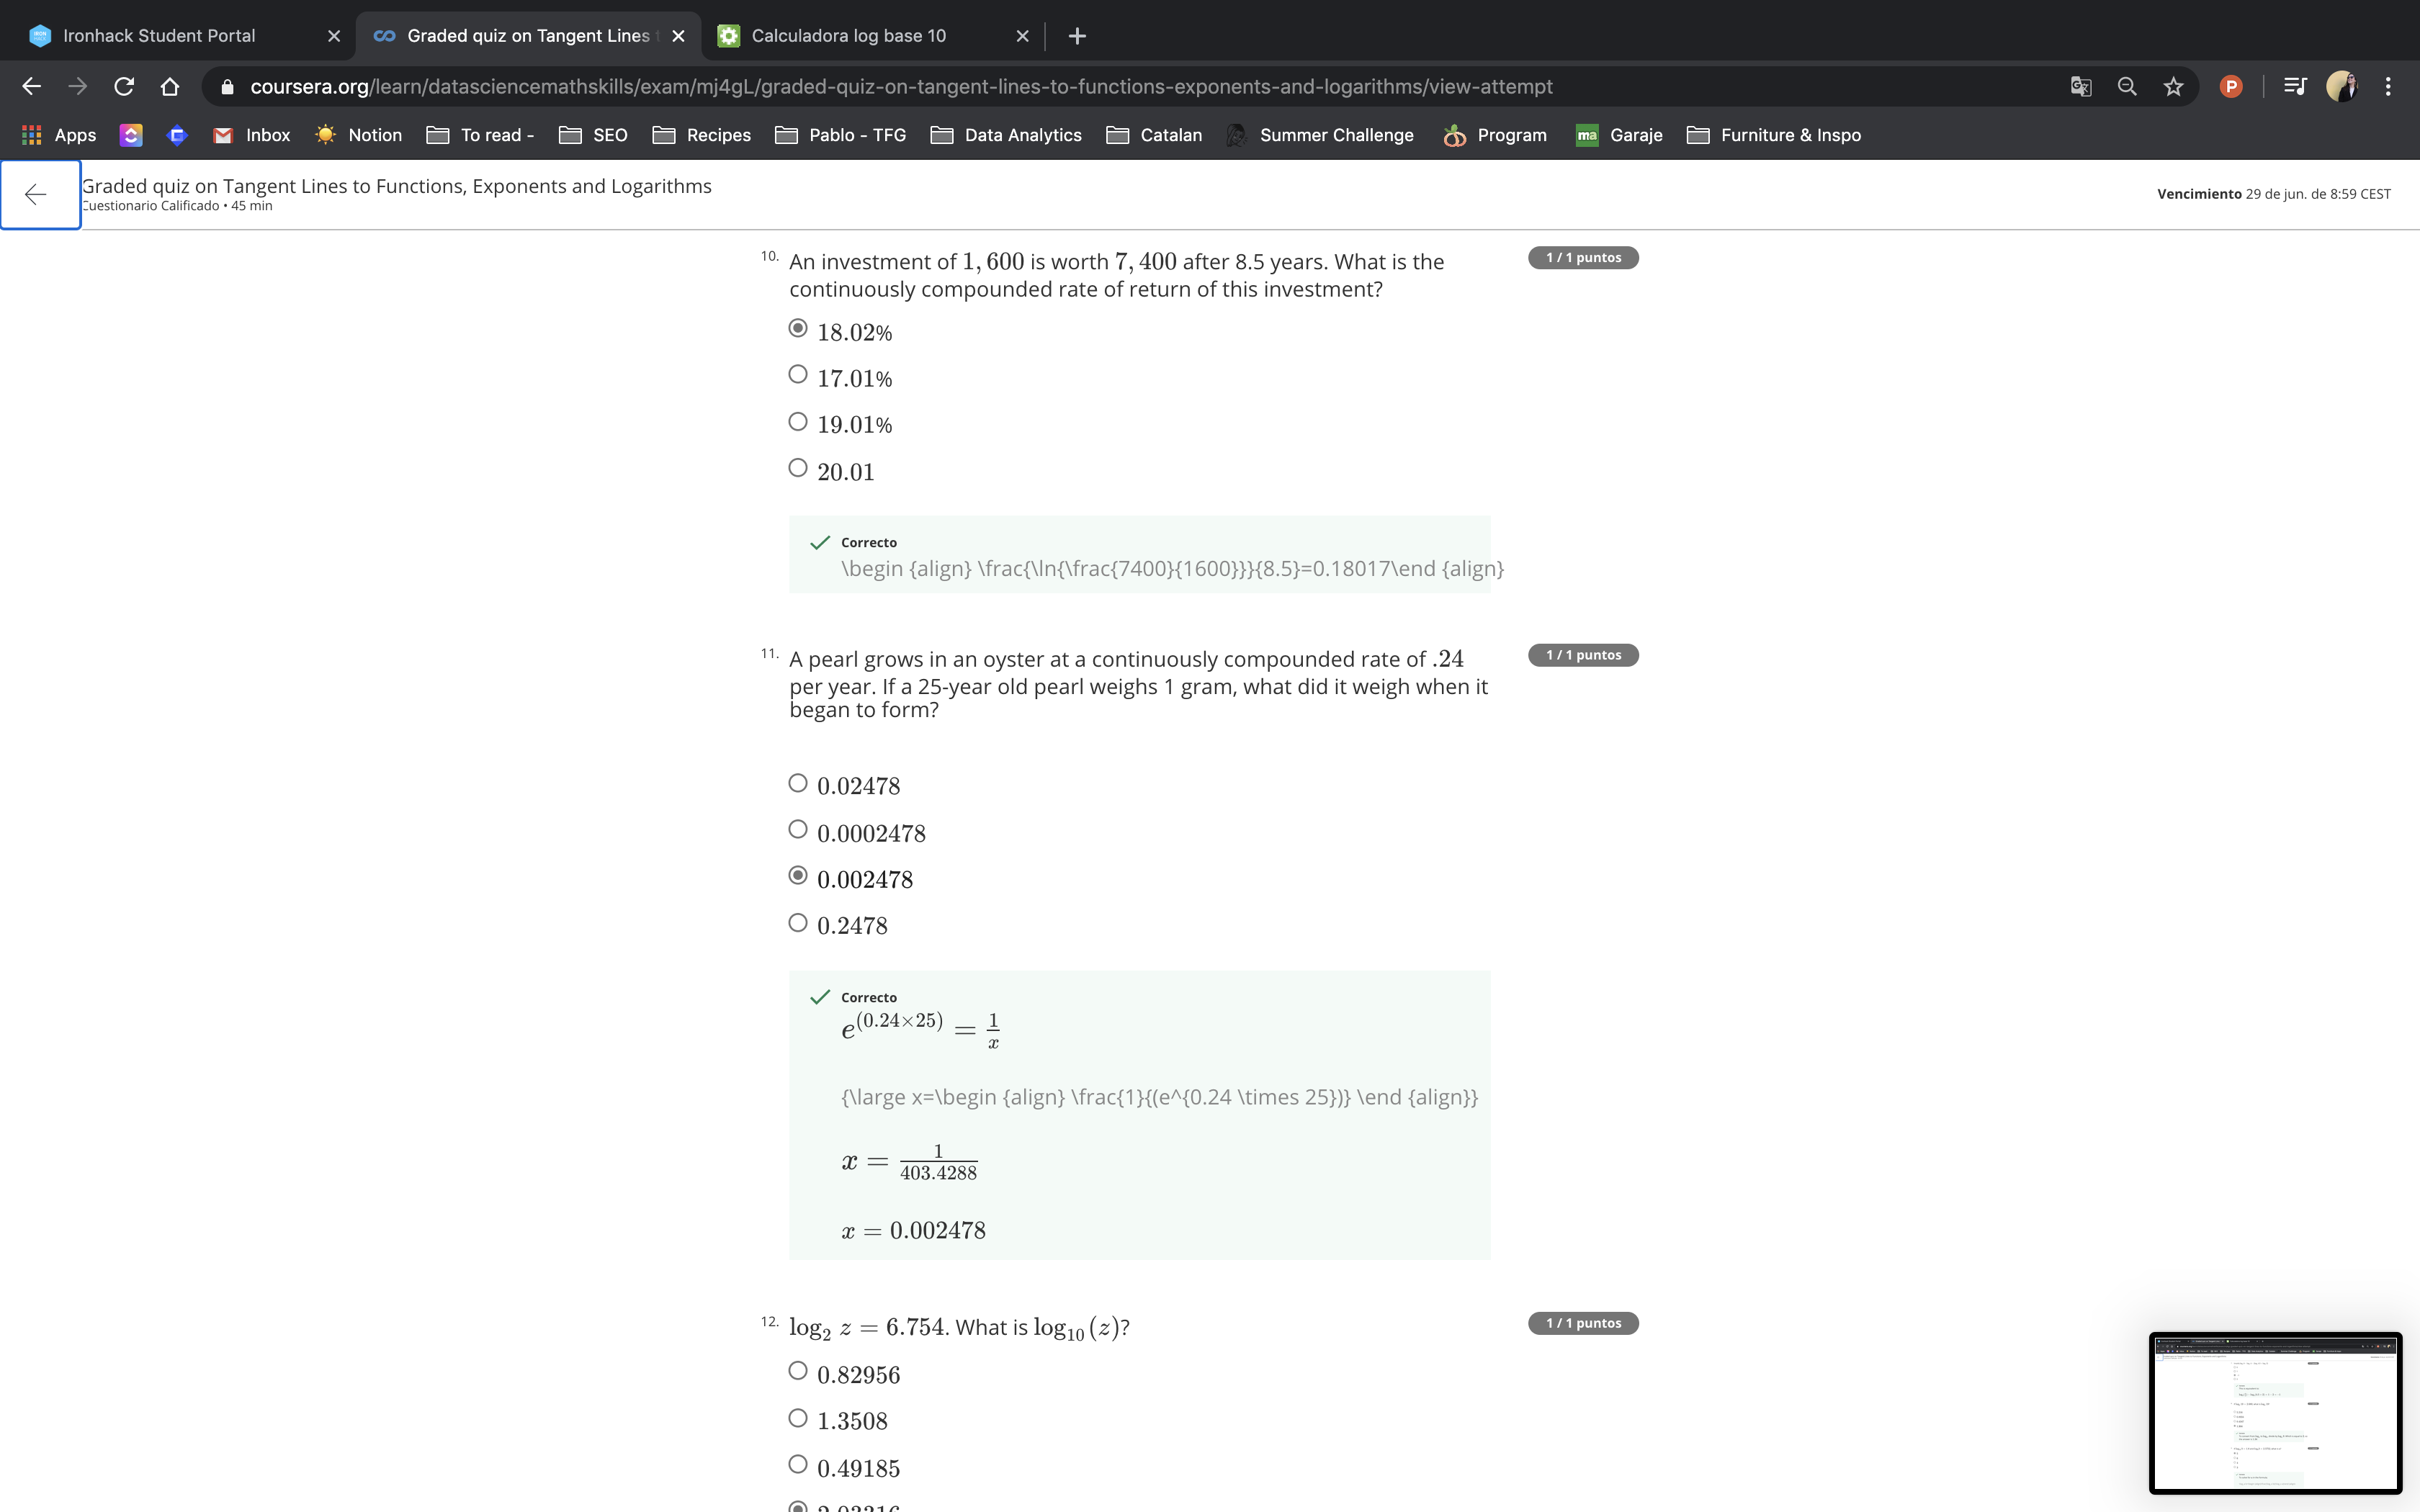 Ironhack Student Portal
Graded quiz on Tangent Lines
Calculadora log base 10
coursera.org/learn/datasciencemathskills/exam/mj4gL/graded-quiz-on-tangent-lines-to-functions-exponents-and-logarithms/view-attempt
P
Apps
Inbox
Notion
To read -
SEO
Recipes
Pablo - TFG
Data Analytics
Catalan
Summer Challenge
Program
ma Garaje
Furniture & Inspo
Graded quiz on Tangent Lines to Functions, Exponents and Logarithms
Cuestionario Calificado • 45 min
Vencimiento 29 de jun. de 8:59 CEST
10. An investment of 1,600 is worth 7,400 after 8.5 years. What is the
continuously compounded rate of return of this investment?
1 / 1 puntos
18.02%
17.01%
19.01%
20.01
Correcto
\begin {align} \frac{\ln{\frac{7400}{1600}}}{8.5}=0.18017\end {align}
11. A pearl grows in an oyster at a continuously compounded rate of .24
per year. If a 25-year old pearl weighs 1 gram, what did it weigh when it
began to form?
1 / 1 puntos
0.02478
0.0002478
0.002478
0.2478
Correcto
e^(0.24×25) = 1/x
{\large x=\begin {align} \frac{1}{(e^{0.24 \times 25})} \end {align}}
x = 1/403.4288
x = 0.002478
12. log₂ z = 6.754. What is log₁₀ (z)?
1 / 1 puntos
0.82956
1.3508
0.49185